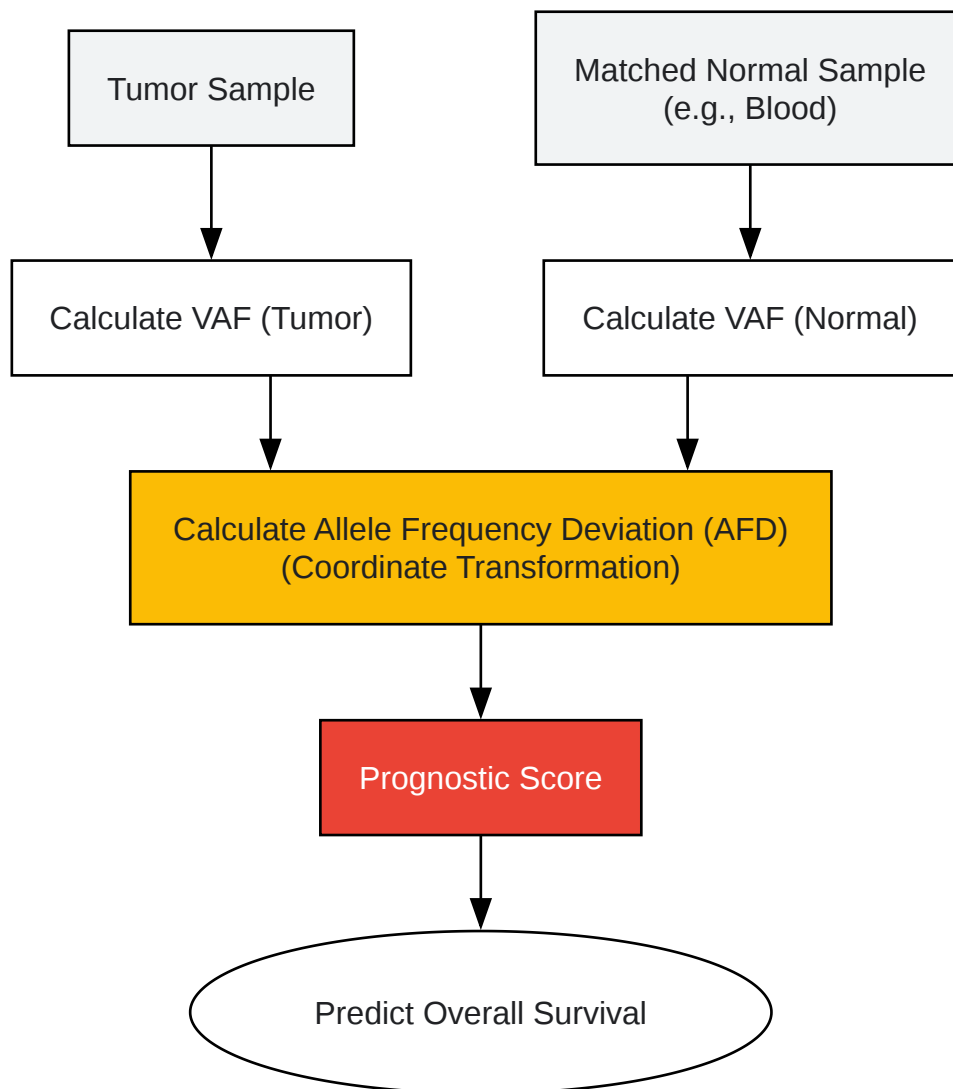 Tumor Sample
Matched Normal Sample
(e.g., Blood)
Calculate VAF (Tumor)
Calculate VAF (Normal)
Calculate Allele Frequency Deviation (AFD)
(Coordinate Transformation)
Prognostic Score
Predict Overall Survival